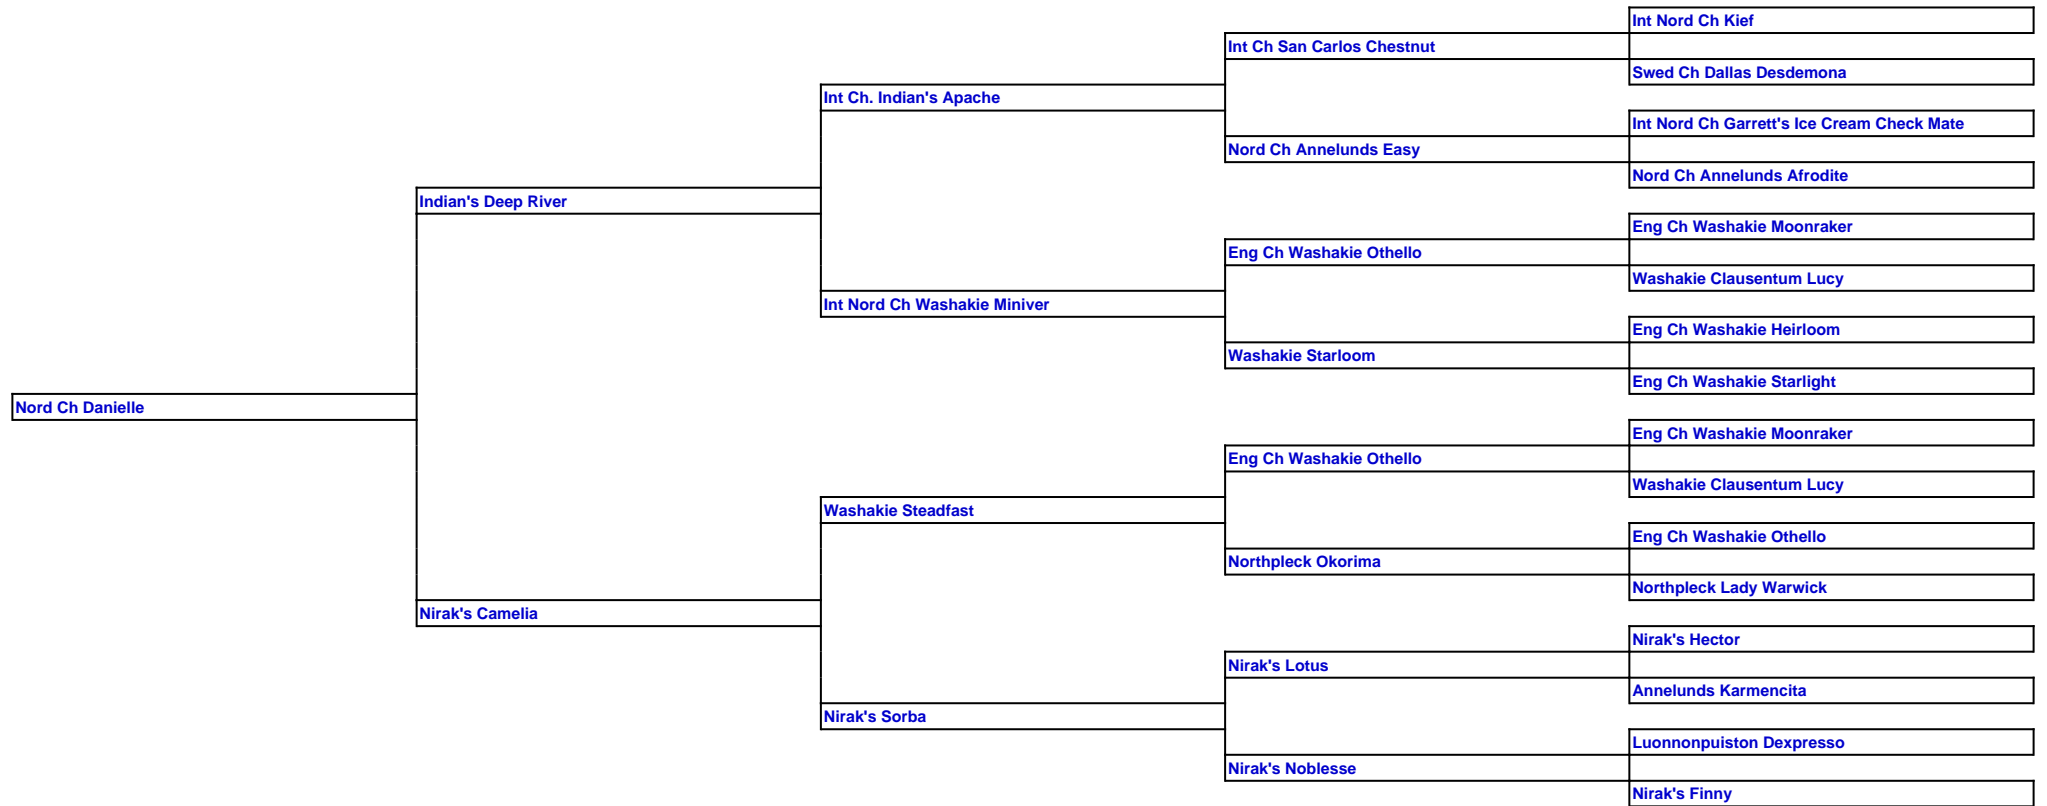 Int Nord Ch Kief
Int Ch San Carlos Chestnut
Swed Ch Dallas Desdemona
Int Ch. Indian's Apache
Int Nord Ch Garrett's Ice Cream Check Mate
Nord Ch Annelunds Easy
Nord Ch Annelunds Afrodite
Indian's Deep River
Eng Ch Washakie Moonraker
Eng Ch Washakie Othello
Washakie Clausentum Lucy
Int Nord Ch Washakie Miniver
Eng Ch Washakie Heirloom
Washakie Starloom
Eng Ch Washakie Starlight
Nord Ch Danielle
Eng Ch Washakie Moonraker
Eng Ch Washakie Othello
Washakie Clausentum Lucy
Washakie Steadfast
Eng Ch Washakie Othello
Northpleck Okorima
Northpleck Lady Warwick
Nirak's Camelia
Nirak's Hector
Nirak's Lotus
Annelunds Karmencita
Nirak's Sorba
Luonnonpuiston Dexpresso
Nirak's Noblesse
Nirak's Finny